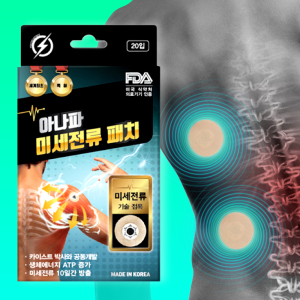 20입
FDA
미국 식약처
의료기기 인증
아나파
미세전류 패치
미세전류
기술 접목
· 카이스트 박사와 공동개발
· 생체에너지 ATP 증가
· 미세전류 10일간 방출
MADE IN KOREA